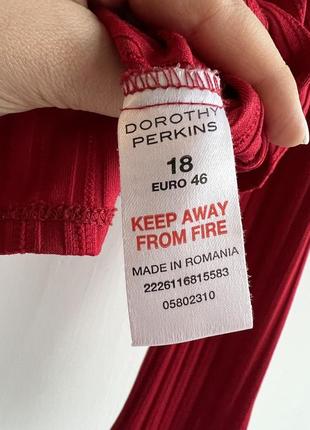 DOROTHY
PERKINS
18
EURO 46
KEEP AWAY
FROM FIRE
MADE IN ROMANIA
2226116815583
05802310